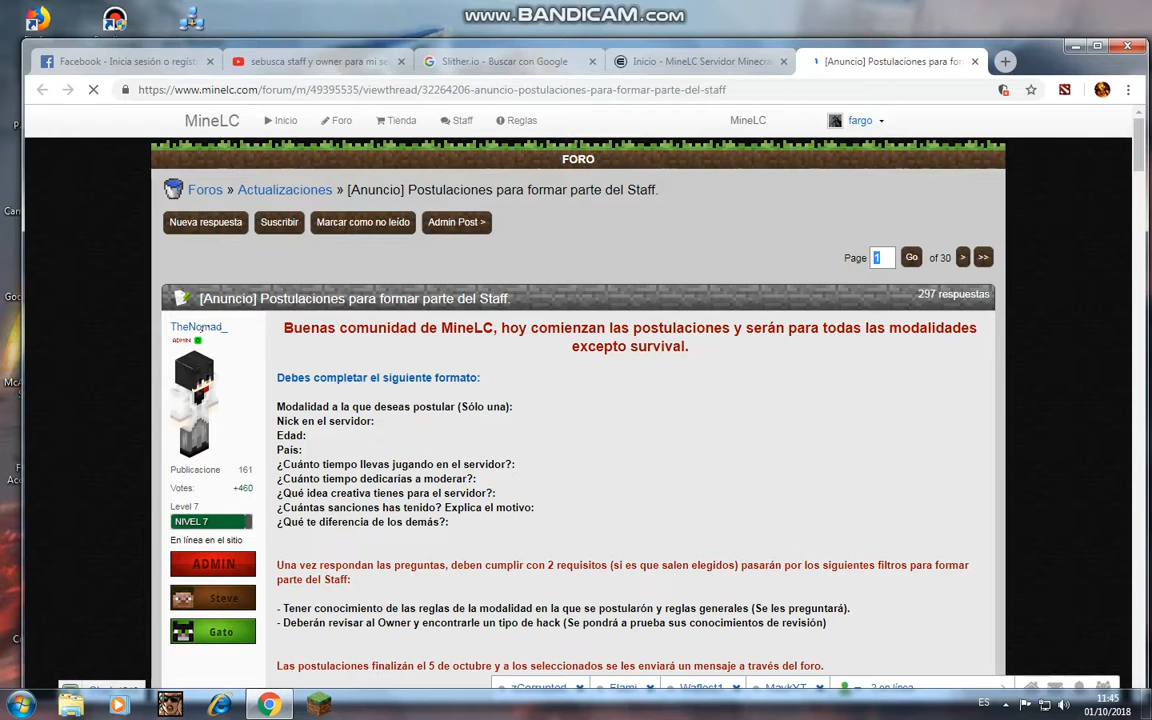 www.BANDICAM.com
Facebook - Inicia sesión o regist
sebusca staff y owner para mi se
Slither.io - Buscar con Google
Inicio - MineLC Servidor Minecra
[Anuncio] Postulaciones para for
https://www.minelc.com/forum/m/49395535/viewthread/32264206-anuncio-postulaciones-para-formar-parte-del-staff
MineLC
Inicio
Foro
Tienda
Staff
Reglas
MineLC
fargo
FORO
Foros » Actualizaciones » [Anuncio] Postulaciones para formar parte del Staff.
Nueva respuesta
Suscribir
Marcar como no leído
Admin Post >
Page 1 Go of 30 > >>
[Anuncio] Postulaciones para formar parte del Staff.
297 respuestas
TheNomad_
ADMIN
Buenas comunidad de MineLC, hoy comienzan las postulaciones y serán para todas las modalidades
excepto survival.
Debes completar el siguiente formato:
Modalidad a la que deseas postular (Sólo una):
Nick en el servidor:
Edad:
País:
¿Cuánto tiempo llevas jugando en el servidor?:
¿Cuánto tiempo dedicarias a moderar?:
¿Qué idea creativa tienes para el servidor?:
¿Cuántas sanciones has tenido? Explica el motivo:
¿Qué te diferencia de los demás?:
Publicacione 161
Votes: +460
Level 7
NIVEL 7
En línea en el sitio
ADMIN
Steve
Gato
Una vez respondan las preguntas, deben cumplir con 2 requisitos (si es que salen elegidos) pasarán por los siguientes filtros para formar
parte del Staff:
- Tener conocimiento de las reglas de la modalidad en la que se postularón y reglas generales (Se les preguntará).
- Deberán revisar al Owner y encontrarle un tipo de hack (Se pondrá a prueba sus conocimientos de revisión)
Las postulaciones finalizán el 5 de octubre y a los seleccionados se les enviará un mensaje a través del foro.
zCorrupted
Elami
Waflest1
MaykYT
2 en línea
ES
11:45
01/10/2018